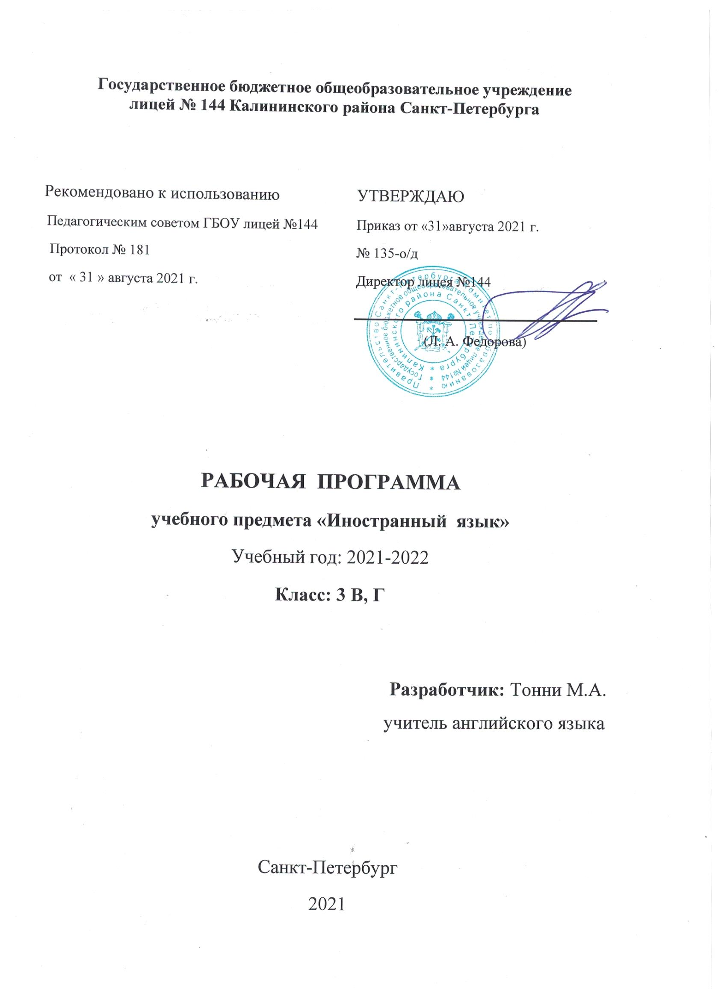 Государственное бюджетное общеобразовательное учреждение
лицей № 144 Калининского района Санкт-Петербурга
Рекомендовано к использованию
Педагогическим советом ГБОУ лицей №144
Протокол № 181
от « 31 » августа 2021 г.
УТВЕРЖДАЮ
Приказ от «31»августа 2021 г.
№ 135-о/д
Директор лицея №144
(Л. А. Федорова)
Правительство Санкт-Петербурга Комитет по образованию
Государственное бюджетное общеобразовательное учреждение лицей №144
Калининского района Санкт-Петербурга
РАБОЧАЯ ПРОГРАММА
учебного предмета «Иностранный язык»
Учебный год: 2021-2022
Класс: 3 В, Г
Разработчик: Тонни М.А.
учитель английского языка
Санкт-Петербург
2021